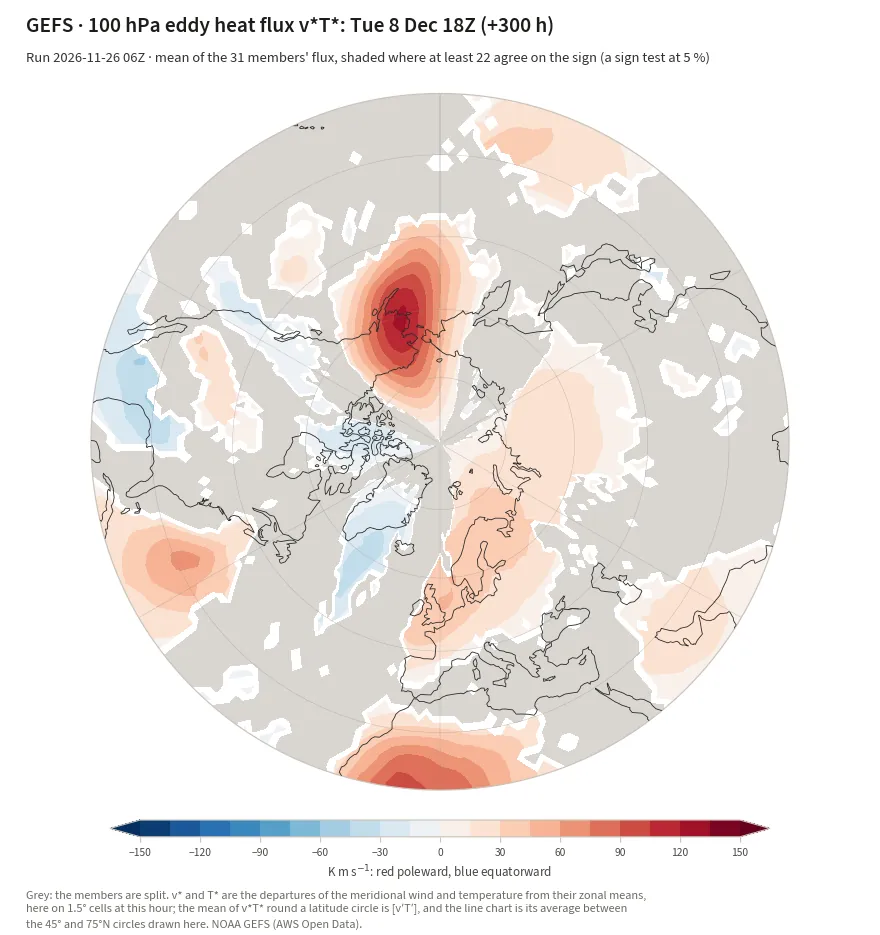 GEFS · 100 hPa eddy heat flux v*T*: Tue 8 Dec 18Z (+300 h)
Run 2026-11-26 06Z · mean of the 31 members' flux, shaded where at least 22 agree on the sign (a sign test at 5 %)
−150 −120 −90 −60 −30 0 30 60 90 120 150
K m s⁻¹: red poleward, blue equatorward
Grey: the members are split. v* and T* are the departures of the meridional wind and temperature from their zonal means,
here on 1.5° cells at this hour; the mean of v*T* round a latitude circle is [v'T'], and the line chart is its average between
the 45° and 75°N circles drawn here. NOAA GEFS (AWS Open Data).